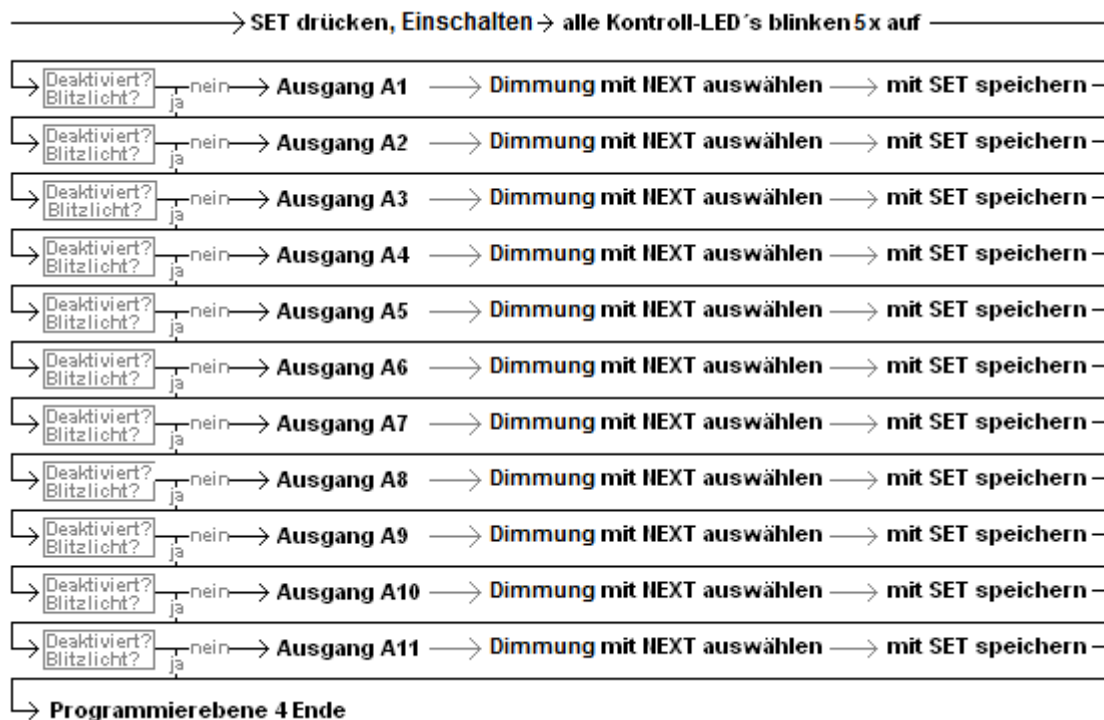 SET drücken, Einschalten alle Kontroll-LED´s blinken 5x auf
Deaktiviert? Blitzlicht? nein ja Ausgang A1 Dimmung mit NEXT auswählen mit SET speichern
Deaktiviert? Blitzlicht? nein ja Ausgang A2 Dimmung mit NEXT auswählen mit SET speichern
Deaktiviert? Blitzlicht? nein ja Ausgang A3 Dimmung mit NEXT auswählen mit SET speichern
Deaktiviert? Blitzlicht? nein ja Ausgang A4 Dimmung mit NEXT auswählen mit SET speichern
Deaktiviert? Blitzlicht? nein ja Ausgang A5 Dimmung mit NEXT auswählen mit SET speichern
Deaktiviert? Blitzlicht? nein ja Ausgang A6 Dimmung mit NEXT auswählen mit SET speichern
Deaktiviert? Blitzlicht? nein ja Ausgang A7 Dimmung mit NEXT auswählen mit SET speichern
Deaktiviert? Blitzlicht? nein ja Ausgang A8 Dimmung mit NEXT auswählen mit SET speichern
Deaktiviert? Blitzlicht? nein ja Ausgang A9 Dimmung mit NEXT auswählen mit SET speichern
Deaktiviert? Blitzlicht? nein ja Ausgang A10 Dimmung mit NEXT auswählen mit SET speichern
Deaktiviert? Blitzlicht? nein ja Ausgang A11 Dimmung mit NEXT auswählen mit SET speichern
Programmierebene 4 Ende